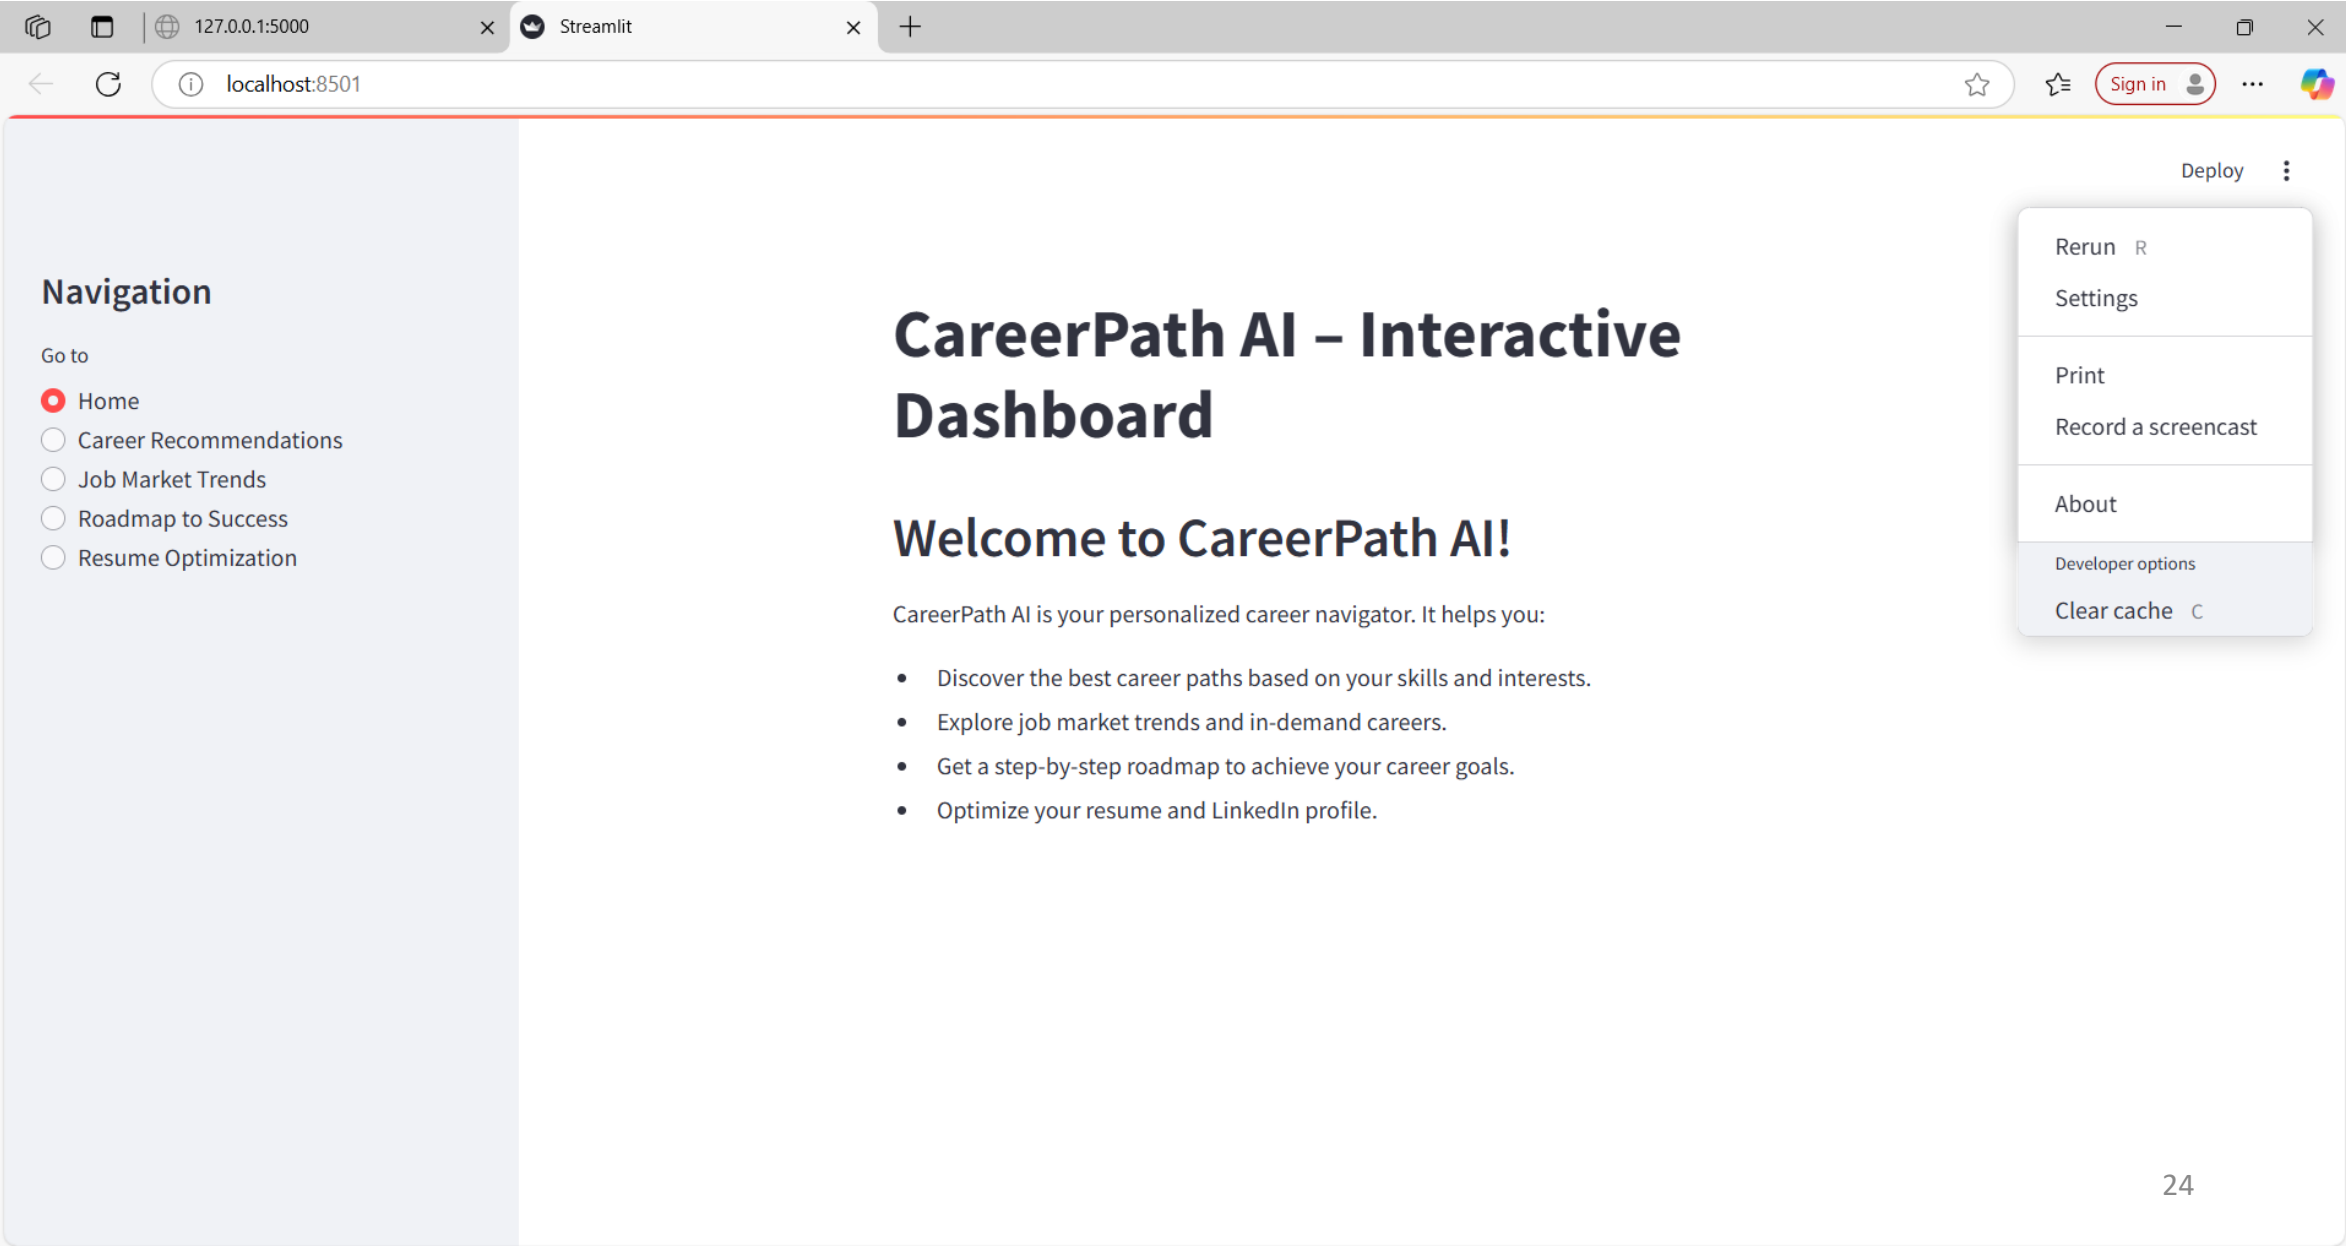 127.0.0.1:5000
Streamlit
localhost:8501
Sign in
Deploy
Rerun R
Settings
Print
Record a screencast
About
Developer options
Clear cache C
Navigation
Go to
Home
Career Recommendations
Job Market Trends
Roadmap to Success
Resume Optimization
CareerPath AI – Interactive
Dashboard
Welcome to CareerPath AI!
CareerPath AI is your personalized career navigator. It helps you:
• Discover the best career paths based on your skills and interests.
• Explore job market trends and in-demand careers.
• Get a step-by-step roadmap to achieve your career goals.
• Optimize your resume and LinkedIn profile.
24